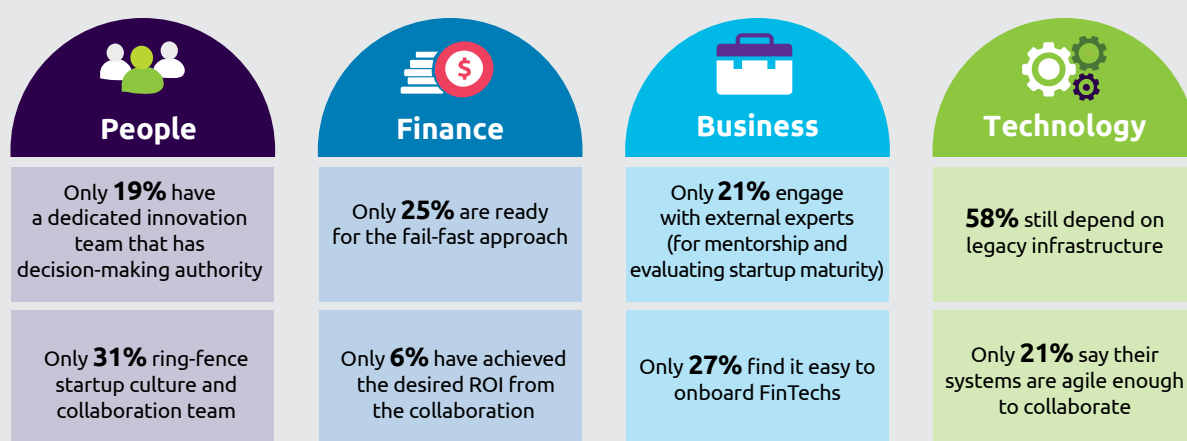 $
People
Finance
Business
Technology
Only 19% have
a dedicated innovation
team that has
decision-making authority
Only 25% are ready
for the fail-fast approach
Only 21% engage
with external experts
(for mentorship and
evaluating startup maturity)
58% still depend on
legacy infrastructure
Only 31% ring-fence
startup culture and
collaboration team
Only 6% have achieved
the desired ROI from
the collaboration
Only 27% find it easy to
onboard FinTechs
Only 21% say their
systems are agile enough
to collaborate